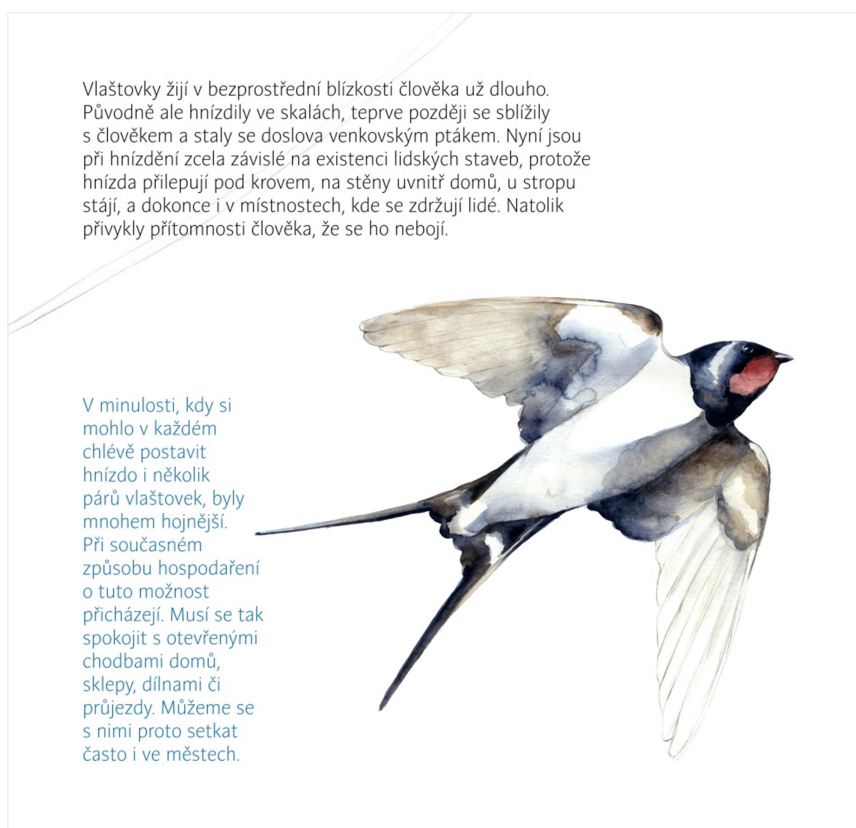 Vlaštovky žijí v bezprostřední blízkosti člověka už dlouho.
Původně ale hnízdily ve skalách, teprve později se sblížily
s člověkem a staly se doslova venkovským ptákem. Nyní jsou
při hnízdění zcela závislé na existenci lidských staveb, protože
hnízda přilepují pod krovem, na stěny uvnitř domů, u stropu
stájí, a dokonce i v místnostech, kde se zdržují lidé. Natolik
přivykly přítomnosti člověka, že se ho nebojí.
V minulosti, kdy si
mohlo v každém
chlévě postavit
hnízdo i několik
párů vlaštovek, byly
mnohem hojnější.
Při současném
způsobu hospodaření
o tuto možnost
přicházejí. Musí se tak
spokojit s otevřenými
chodbami domů,
sklepy, dílnami či
průjezdy. Můžeme se
s nimi proto setkat
často i ve městech.